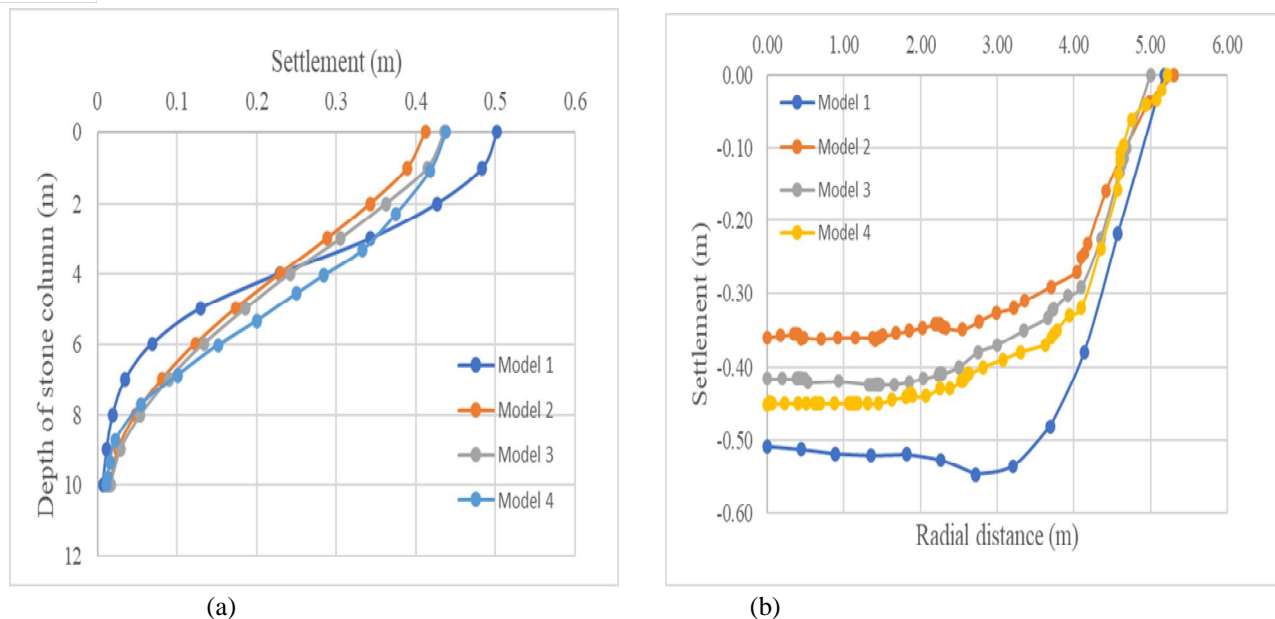 Settlement (m)
0 0.1 0.2 0.3 0.4 0.5 0.6
0
2
4
6
8
10
12
Depth of stone column (m)
Model 1
Model 2
Model 3
Model 4
(a)
0.00 1.00 2.00 3.00 4.00 5.00 6.00
0.00
-0.10
-0.20
-0.30
-0.40
-0.50
-0.60
Settlement (m)
Model 1
Model 2
Model 3
Model 4
Radial distance (m)
(b)